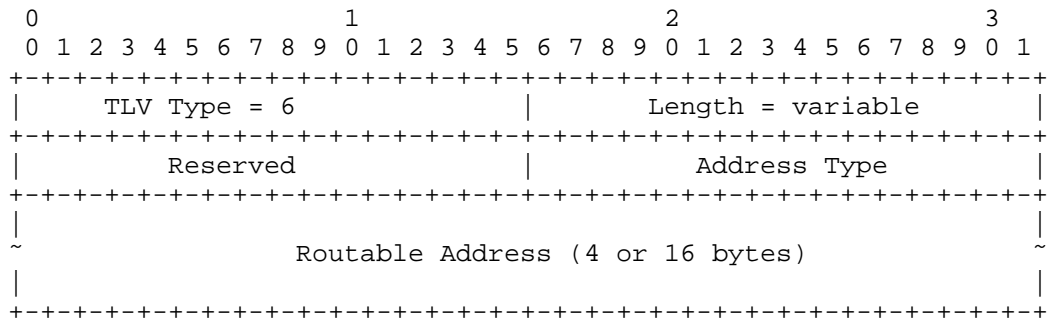 0                   1                   2                   3
 0 1 2 3 4 5 6 7 8 9 0 1 2 3 4 5 6 7 8 9 0 1 2 3 4 5 6 7 8 9 0 1
+-+-+-+-+-+-+-+-+-+-+-+-+-+-+-+-+-+-+-+-+-+-+-+-+-+-+-+-+-+-+-+-+
|     TLV Type = 6              |       Length = variable       |
+-+-+-+-+-+-+-+-+-+-+-+-+-+-+-+-+-+-+-+-+-+-+-+-+-+-+-+-+-+-+-+-+
|         Reserved              |          Address Type         |
+-+-+-+-+-+-+-+-+-+-+-+-+-+-+-+-+-+-+-+-+-+-+-+-+-+-+-+-+-+-+-+-+
|                                                               |
~                 Routable Address (4 or 16 bytes)              ~
|                                                               |
+-+-+-+-+-+-+-+-+-+-+-+-+-+-+-+-+-+-+-+-+-+-+-+-+-+-+-+-+-+-+-+-+